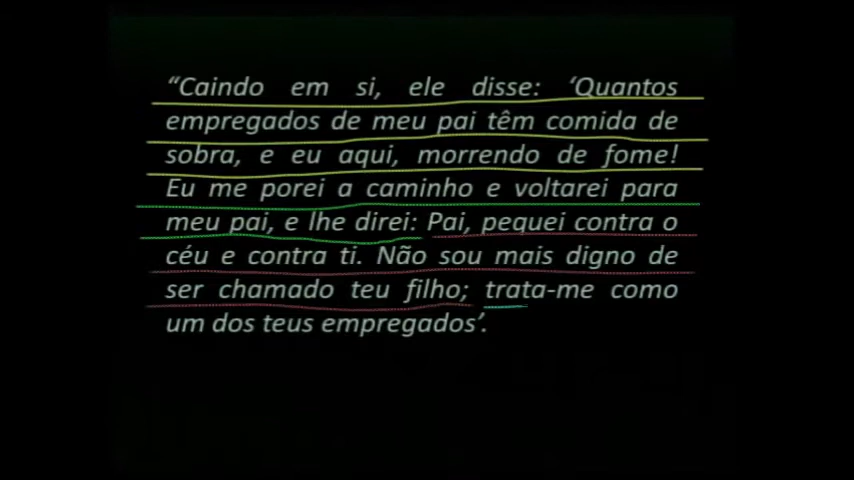 “Caindo em si, ele disse: ‘Quantos
empregados de meu pai têm comida de
sobra, e eu aqui, morrendo de fome!
Eu me porei a caminho e voltarei para
meu pai, e lhe direi: Pai, pequei contra o
céu e contra ti. Não sou mais digno de
ser chamado teu filho; trata-me como
um dos teus empregados’.